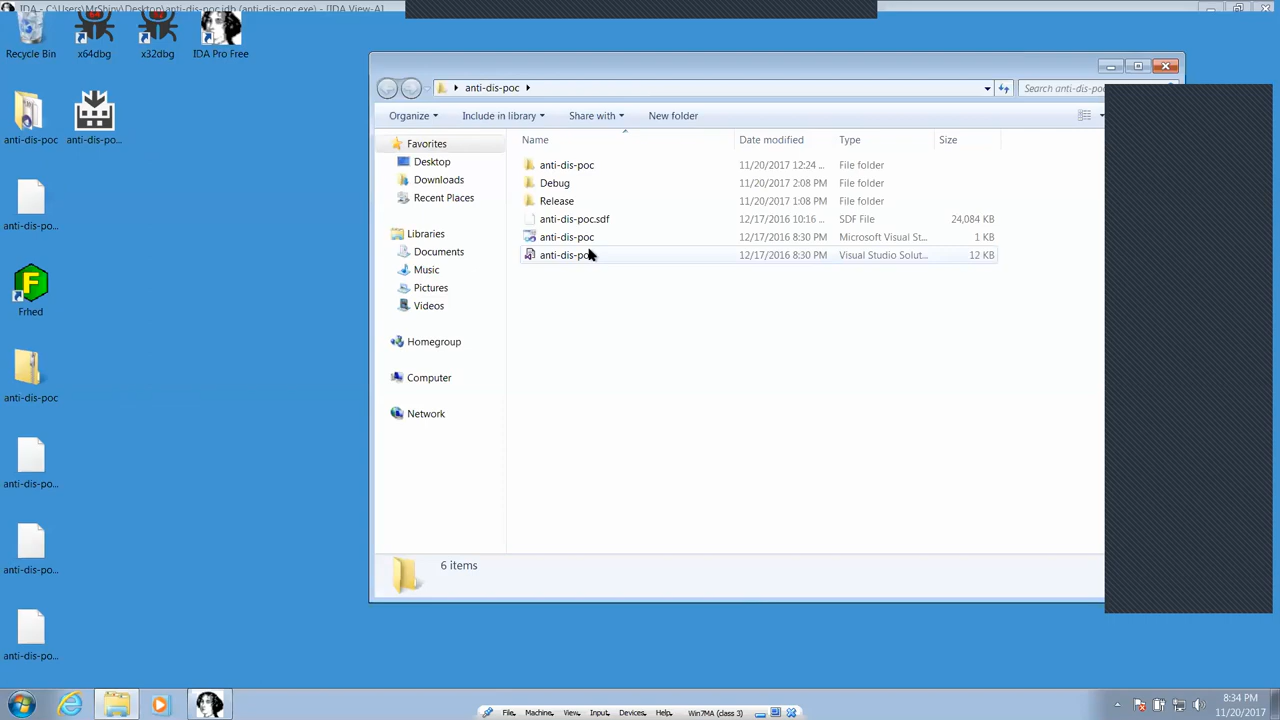 IDA - C:\Users\MrShiny\Desktop\anti-dis-poc.idb (anti-dis-poc.exe) - [IDA View-A]
Recycle Bin
x64dbg
x32dbg
IDA Pro Free
anti-dis-poc
anti-dis-po...
anti-dis-po...
Frhed
anti-dis-poc
anti-dis-po...
anti-dis-po...
anti-dis-po...
anti-dis-poc
Search anti-dis-poc
Organize
Include in library
Share with
New folder
Favorites
Desktop
Downloads
Recent Places
Libraries
Documents
Music
Pictures
Videos
Homegroup
Computer
Network
Name Date modified Type Size
anti-dis-poc 11/20/2017 12:24 ... File folder
Debug 11/20/2017 2:08 PM File folder
Release 11/20/2017 1:08 PM File folder
anti-dis-poc.sdf 12/17/2016 10:16 ... SDF File 24,084 KB
anti-dis-poc 12/17/2016 8:30 PM Microsoft Visual St... 1 KB
anti-dis-poc 12/17/2016 8:30 PM Visual Studio Solut... 12 KB
6 items
File Machine View Input Devices Help Win7MA (class 3)
8:34 PM
11/20/2017